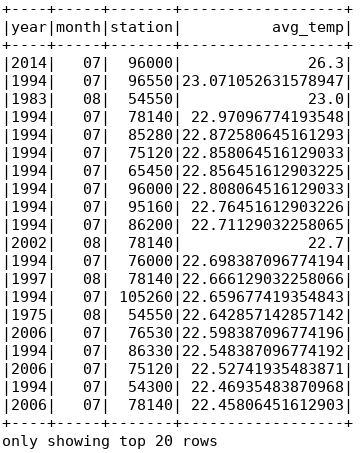 +----+-----+-------+------------------+
|year|month|station|          avg_temp|
+----+-----+-------+------------------+
|2014|   07|  96000|              26.3|
|1994|   07|  96550|23.071052631578947|
|1983|   08|  54550|              23.0|
|1994|   07|  78140| 22.97096774193548|
|1994|   07|  85280|22.872580645161293|
|1994|   07|  75120|22.858064516129033|
|1994|   07|  65450|22.856451612903225|
|1994|   07|  96000|22.808064516129033|
|1994|   07|  95160| 22.76451612903226|
|1994|   07|  86200| 22.71129032258065|
|2002|   08|  78140|              22.7|
|1994|   07|  76000|22.698387096774194|
|1997|   08|  78140|22.666129032258066|
|1994|   07| 105260|22.659677419354843|
|1975|   08|  54550|22.642857142857142|
|2006|   07|  76530|22.598387096774196|
|1994|   07|  86330|22.548387096774192|
|2006|   07|  75120| 22.52741935483871|
|1994|   07|  54300| 22.46935483870968|
|2006|   07|  78140| 22.45806451612903|
+----+-----+-------+------------------+
only showing top 20 rows